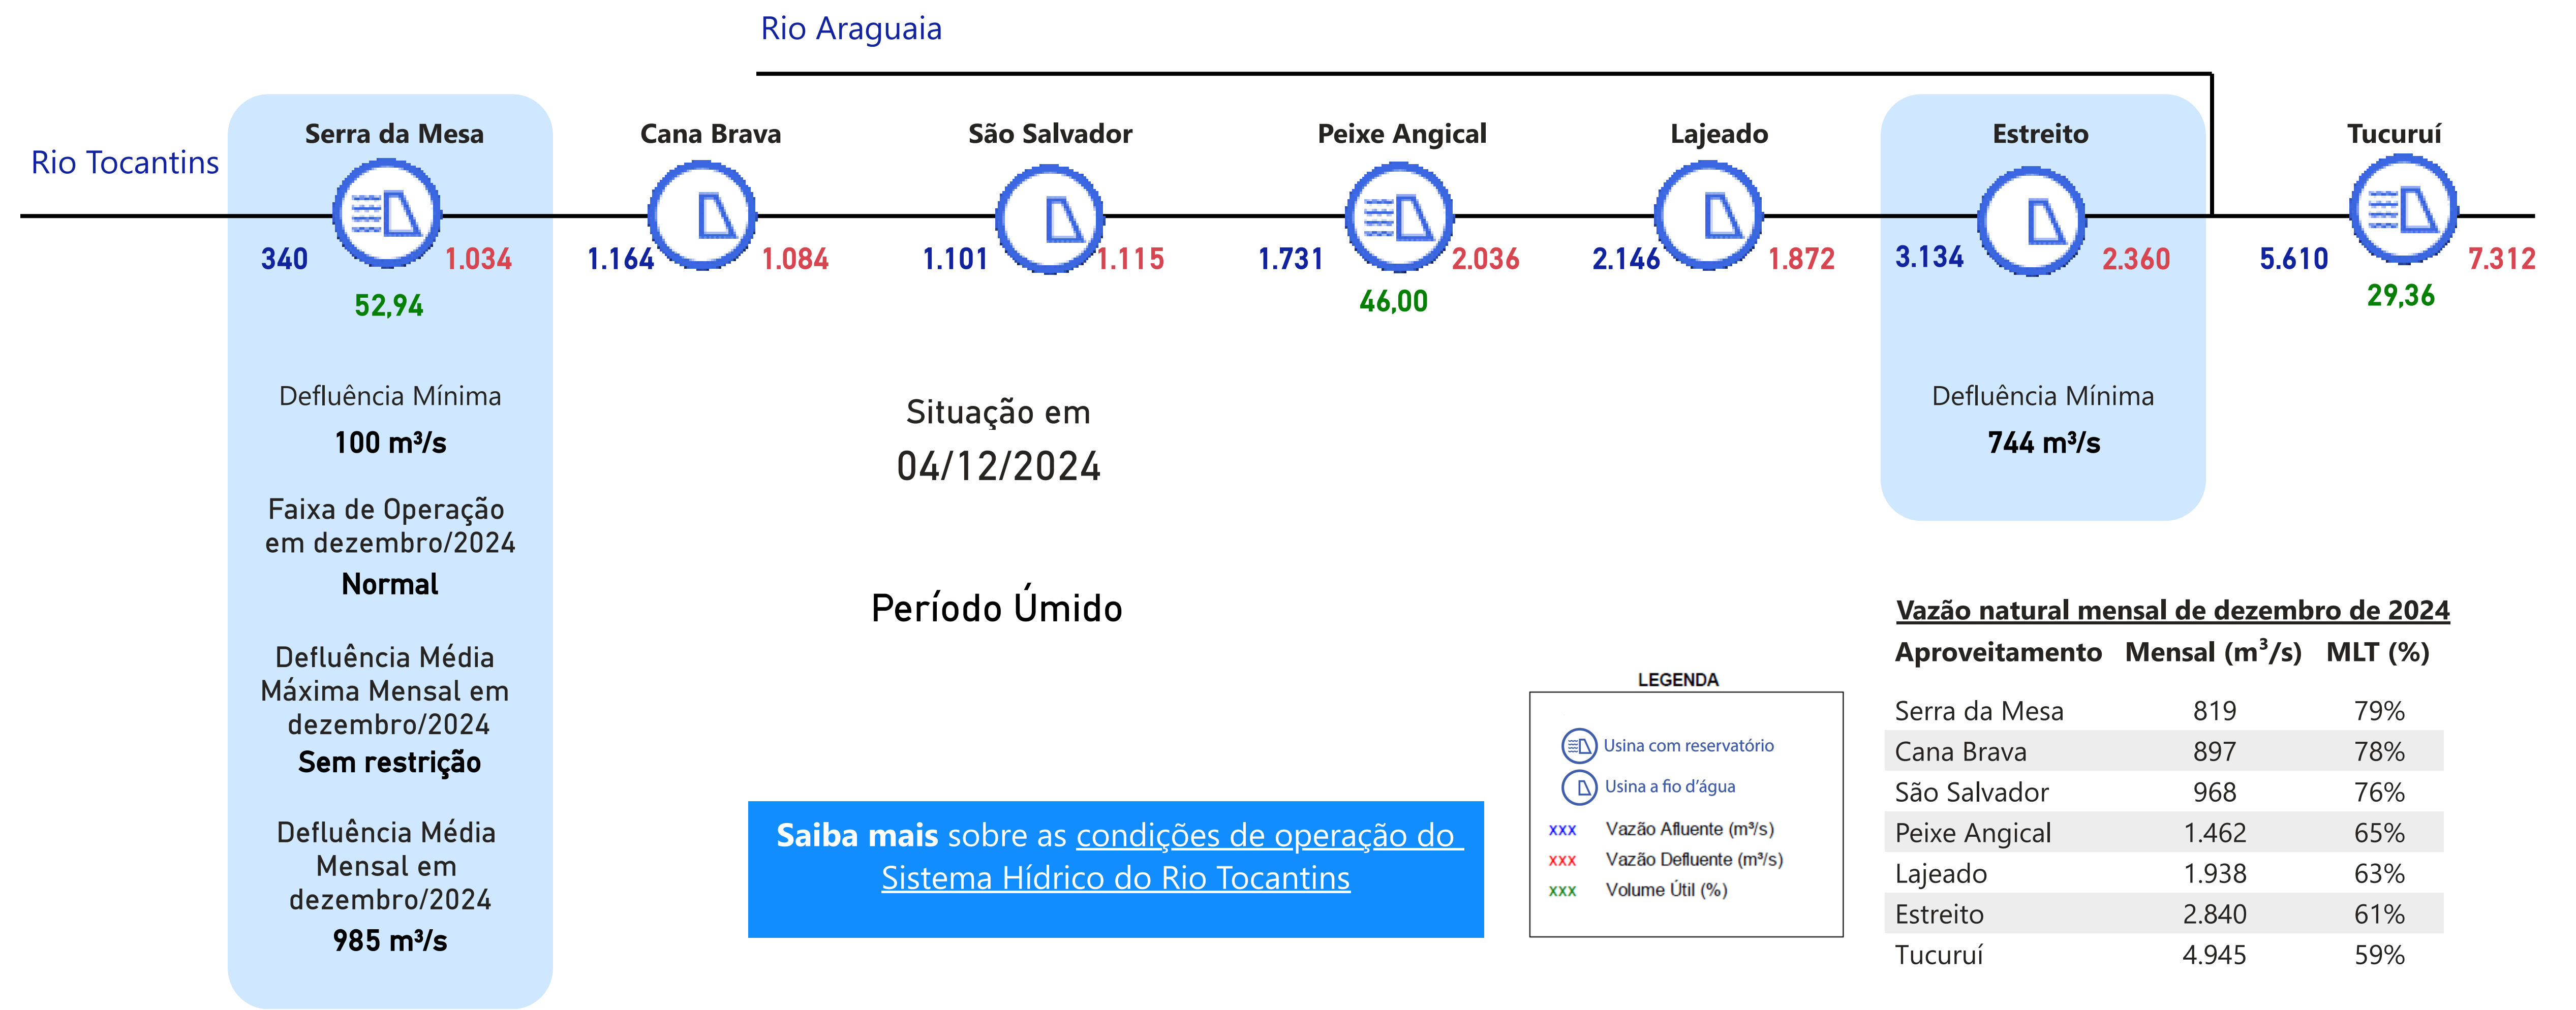 Rio Araguaia
Rio Tocantins
Serra da Mesa
Cana Brava
São Salvador
Peixe Angical
Lajeado
Estreito
Tucuruí
340
1.034
1.164
1.084
1.101
1.115
1.731
2.036
2.146
1.872
3.134
2.360
5.610
7.312
52,94
46,00
29,36
Defluência Mínima
100 m³/s
Faixa de Operação
em dezembro/2024
Normal
Defluência Média
Máxima Mensal em
dezembro/2024
Sem restrição
Defluência Média
Mensal em
dezembro/2024
985 m³/s
Situação em
04/12/2024
Período Úmido
Saiba mais sobre as condições de operação do
Sistema Hídrico do Rio Tocantins
Defluência Mínima
744 m³/s
LEGENDA
Usina com reservatório
Usina a fio d'água
xxx Vazão Afluente (m³/s)
xxx Vazão Defluente (m³/s)
xxx Volume Útil (%)
Vazão natural mensal de dezembro de 2024
Aproveitamento Mensal (m³/s) MLT (%)
Serra da Mesa 819 79%
Cana Brava 897 78%
São Salvador 968 76%
Peixe Angical 1.462 65%
Lajeado 1.938 63%
Estreito 2.840 61%
Tucuruí 4.945 59%